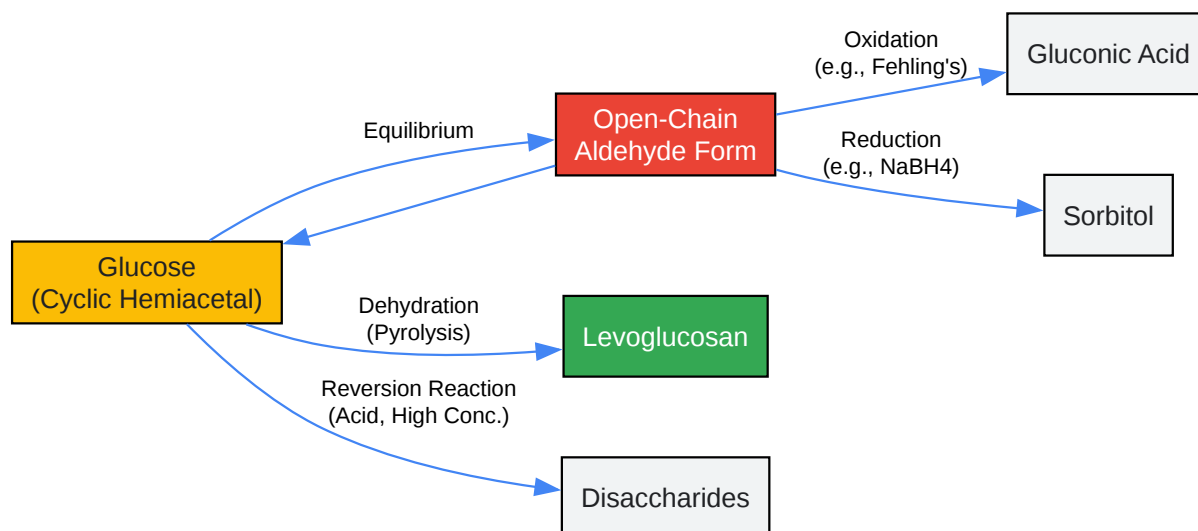 Oxidation
(e.g., Fehling's)
Gluconic Acid
Open-Chain
Aldehyde Form
Equilibrium
Reduction
(e.g., NaBH4)
Sorbitol
Glucose
(Cyclic Hemiacetal)
Dehydration
(Pyrolysis)
Levoglucosan
Reversion Reaction
(Acid, High Conc.)
Disaccharides